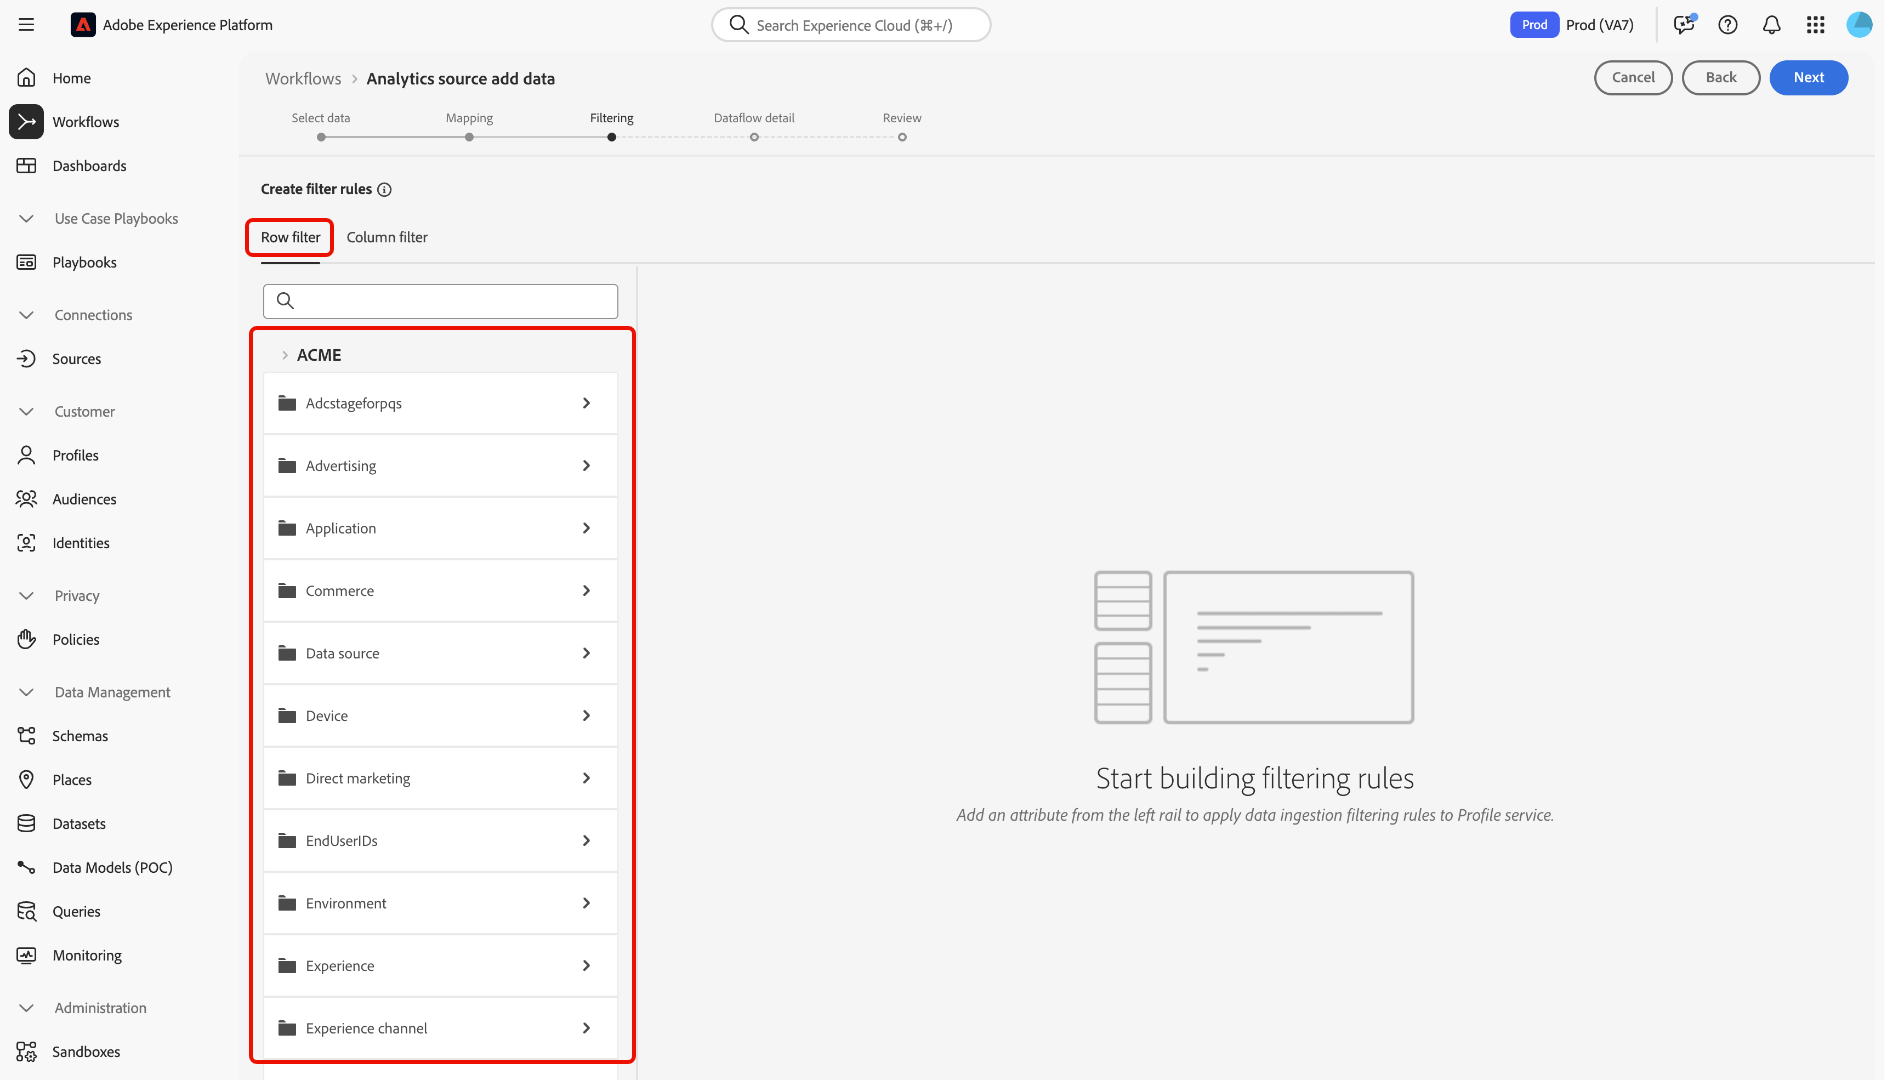 Adobe Experience Platform
Search Experience Cloud (⌘+/)
Prod
Prod (VA7)
Home
Workflows
Dashboards
Use Case Playbooks
Playbooks
Connections
Sources
Customer
Profiles
Audiences
Identities
Privacy
Policies
Data Management
Schemas
Places
Datasets
Data Models (POC)
Queries
Monitoring
Administration
Sandboxes
Workflows > Analytics source add data
Cancel
Back
Next
Select data
Mapping
Filtering
Dataflow detail
Review
Create filter rules
Row filter
Column filter
ACME
Adcstageforpqs
Advertising
Application
Commerce
Data source
Device
Direct marketing
EndUserIDs
Environment
Experience
Experience channel
Start building filtering rules
Add an attribute from the left rail to apply data ingestion filtering rules to Profile service.